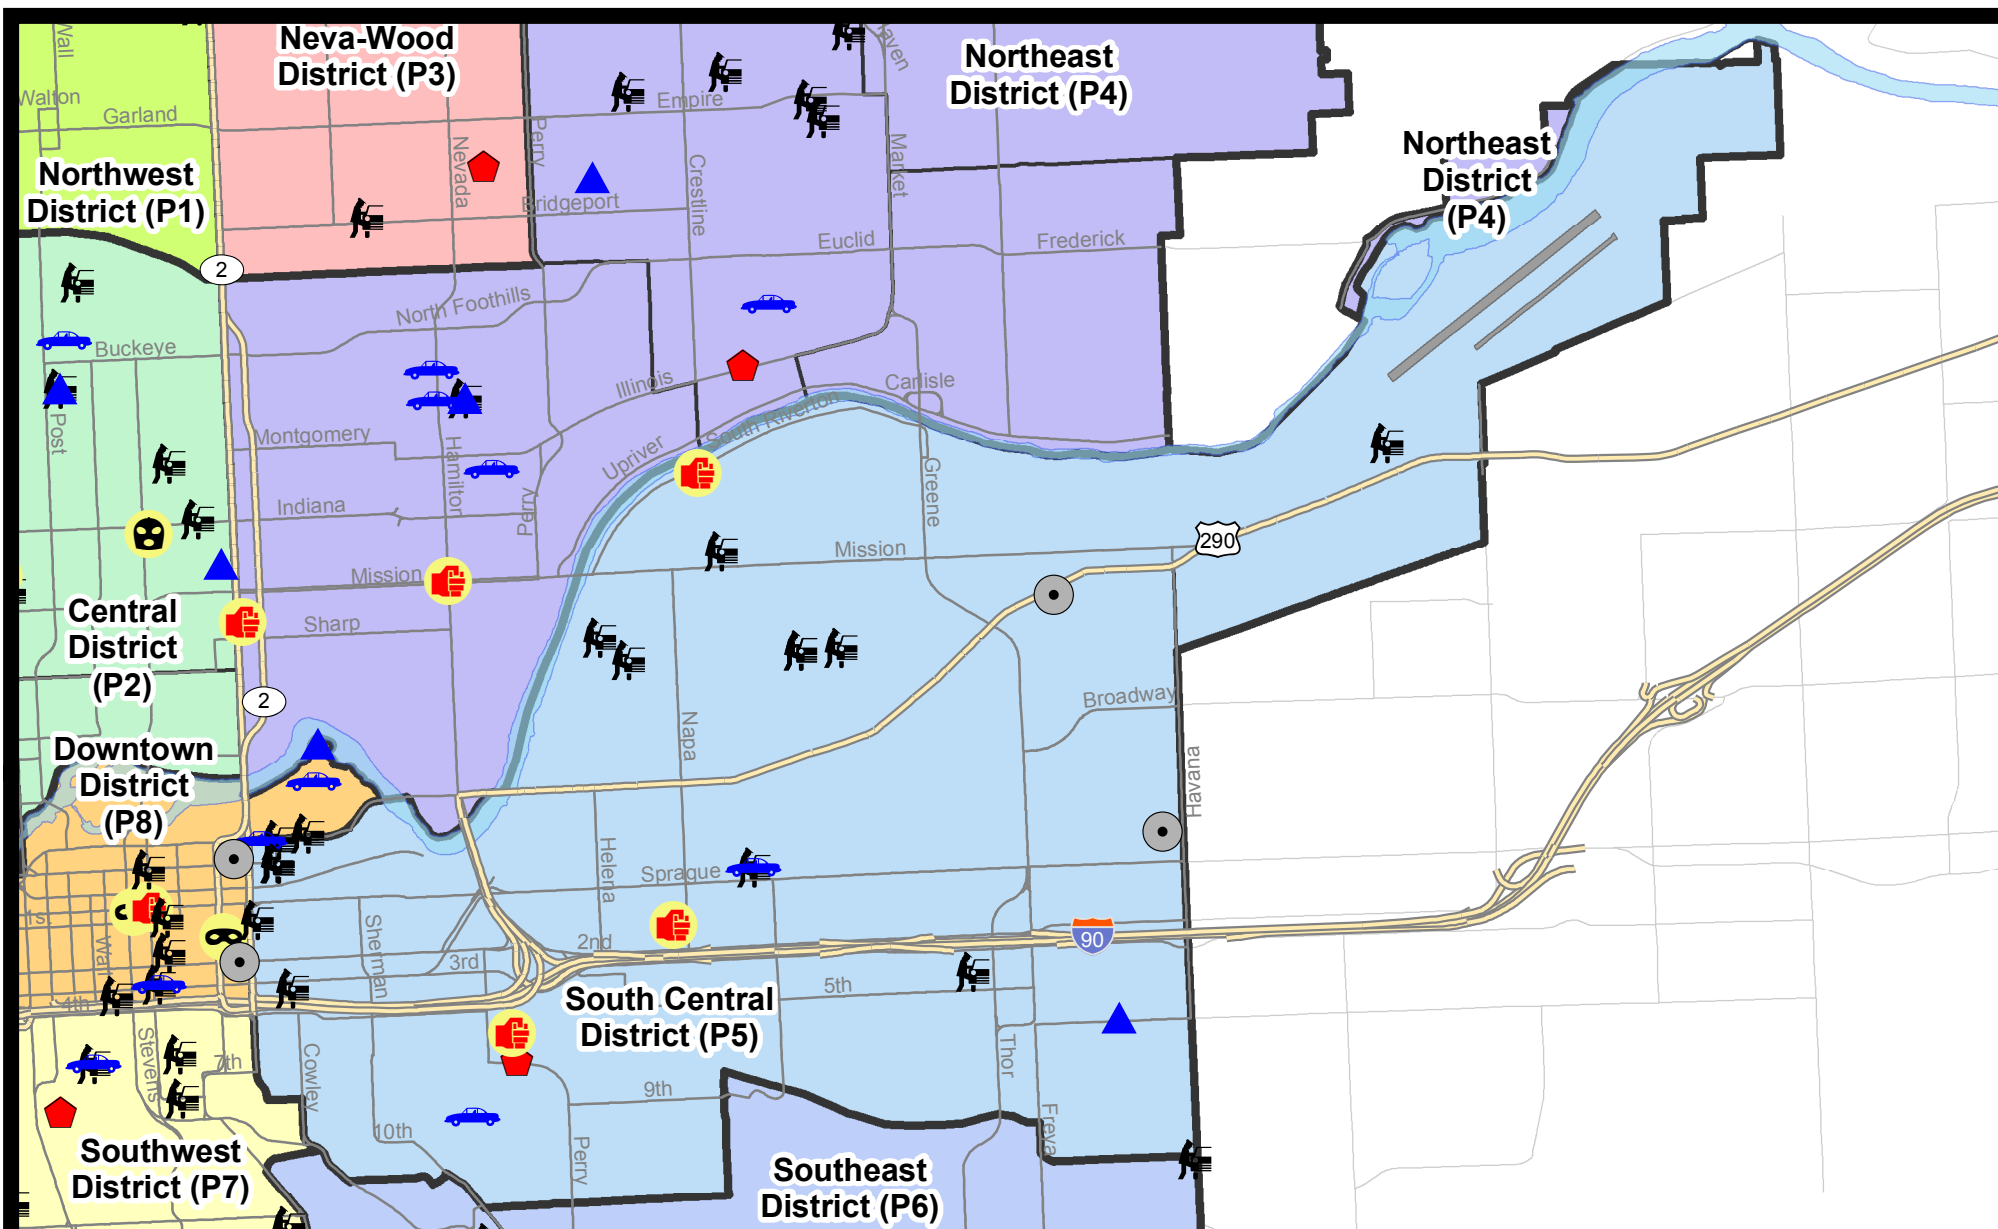 Wall
Neva-Wood
District (P3)
Northeast
District (P4)
Haven
Walton
Garland
Empire
Perry
Nevada
Crestline
Market
Northeast
District
(P4)
Northwest
District (P1)
Bridgeport
Euclid
Frederick
2
North Foothills
Buckeye
Illinois
Carlisle
South Riverton
Post
Montgomery
Hamilton
Upriver
Greene
Indiana
Perry
290
Mission
Mission
Central
District
(P2)
Sharp
2
Broadway
Napa
Havana
Downtown
District
(P8)
Helena
Sprague
1st
Wall
Sherman
2nd
90
3rd
4th
5th
South Central
District (P5)
Stevens
7th
Cowley
Thor
9th
Freya
10th
Perry
Southwest
District (P7)
Southeast
District (P6)